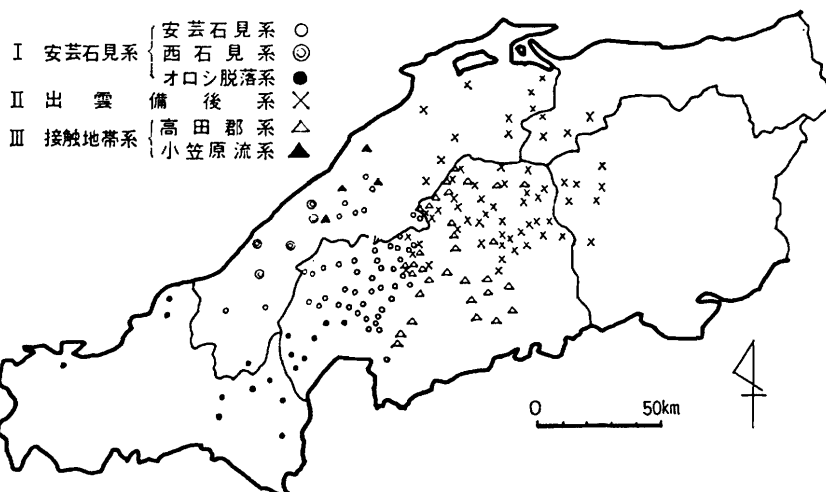 安芸石見系 ○
Ⅰ 安芸石見系 西石見系 ◎
オロシ脱落系 ●
Ⅱ 出雲備後系 ×
Ⅲ 接触地帯系 高田郡系 △
小笠原流系 ▲
0 50km